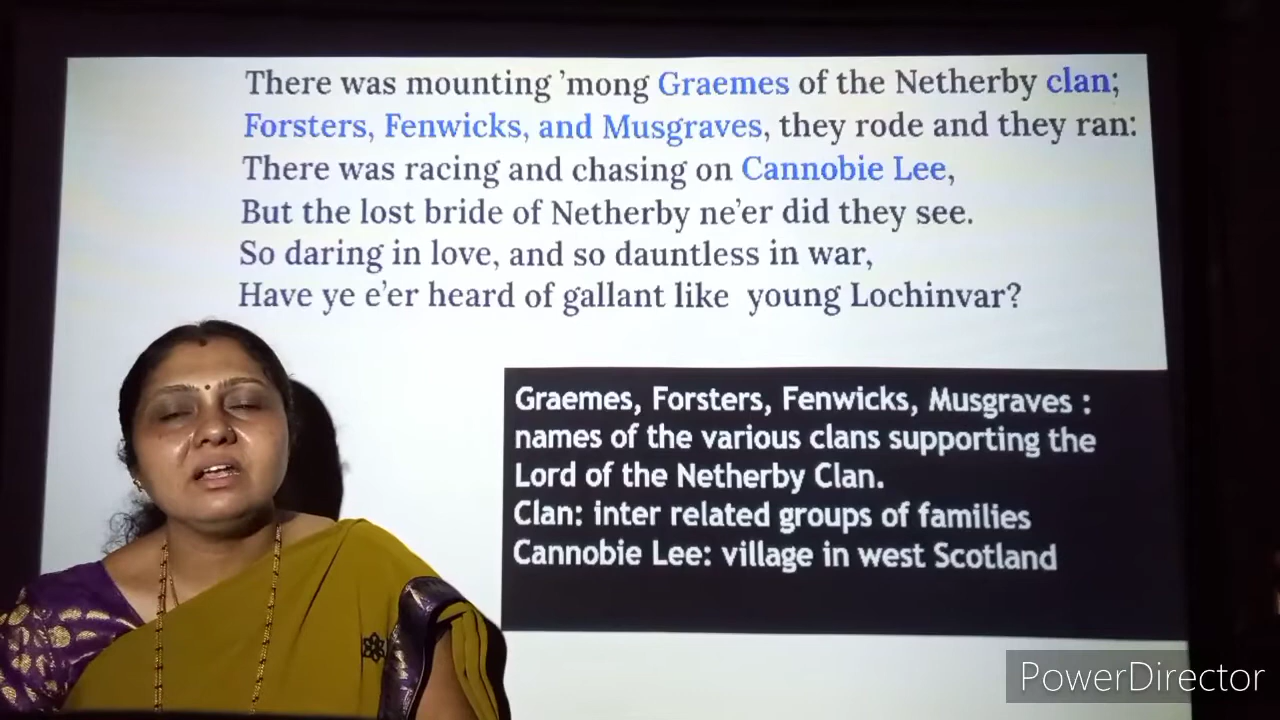 There was mounting ’mong Graemes of the Netherby clan;
Forsters, Fenwicks, and Musgraves, they rode and they ran:
There was racing and chasing on Cannobie Lee,
But the lost bride of Netherby ne’er did they see.
So daring in love, and so dauntless in war,
Have ye e’er heard of gallant like young Lochinvar?
Graemes, Forsters, Fenwicks, Musgraves :
names of the various clans supporting the
Lord of the Netherby Clan.
Clan: inter related groups of families
Cannobie Lee: village in west Scotland
PowerDirector